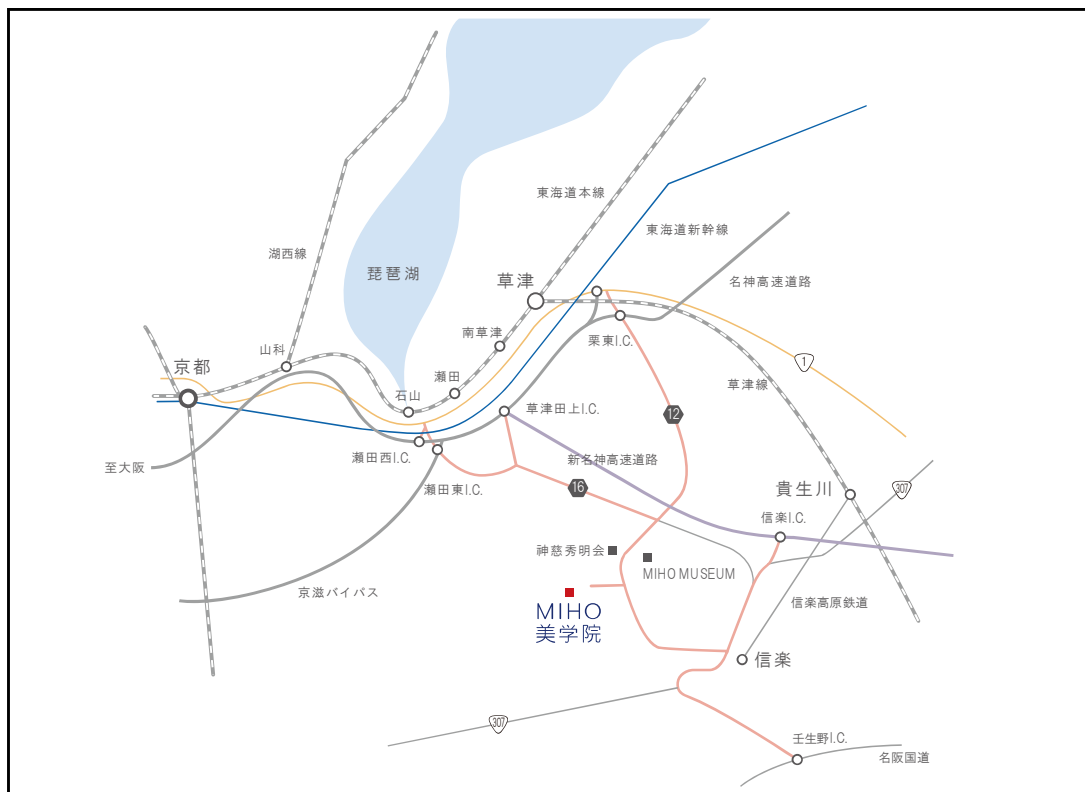 東海道本線
東海道新幹線
湖西線
琵琶湖
草津
名神高速道路
南草津
栗東I.C.
山科
京都
1
瀬田
草津線
石山
草津田上I.C.
12
瀬田西I.C.
至大阪
新名神高速道路
瀬田東I.C.
16
貴生川
307
信楽I.C.
神慈秀明会
MIHO MUSEUM
京滋バイパス
信楽高原鉄道
MIHO
美学院
信楽
307
壬生野I.C.
名阪国道